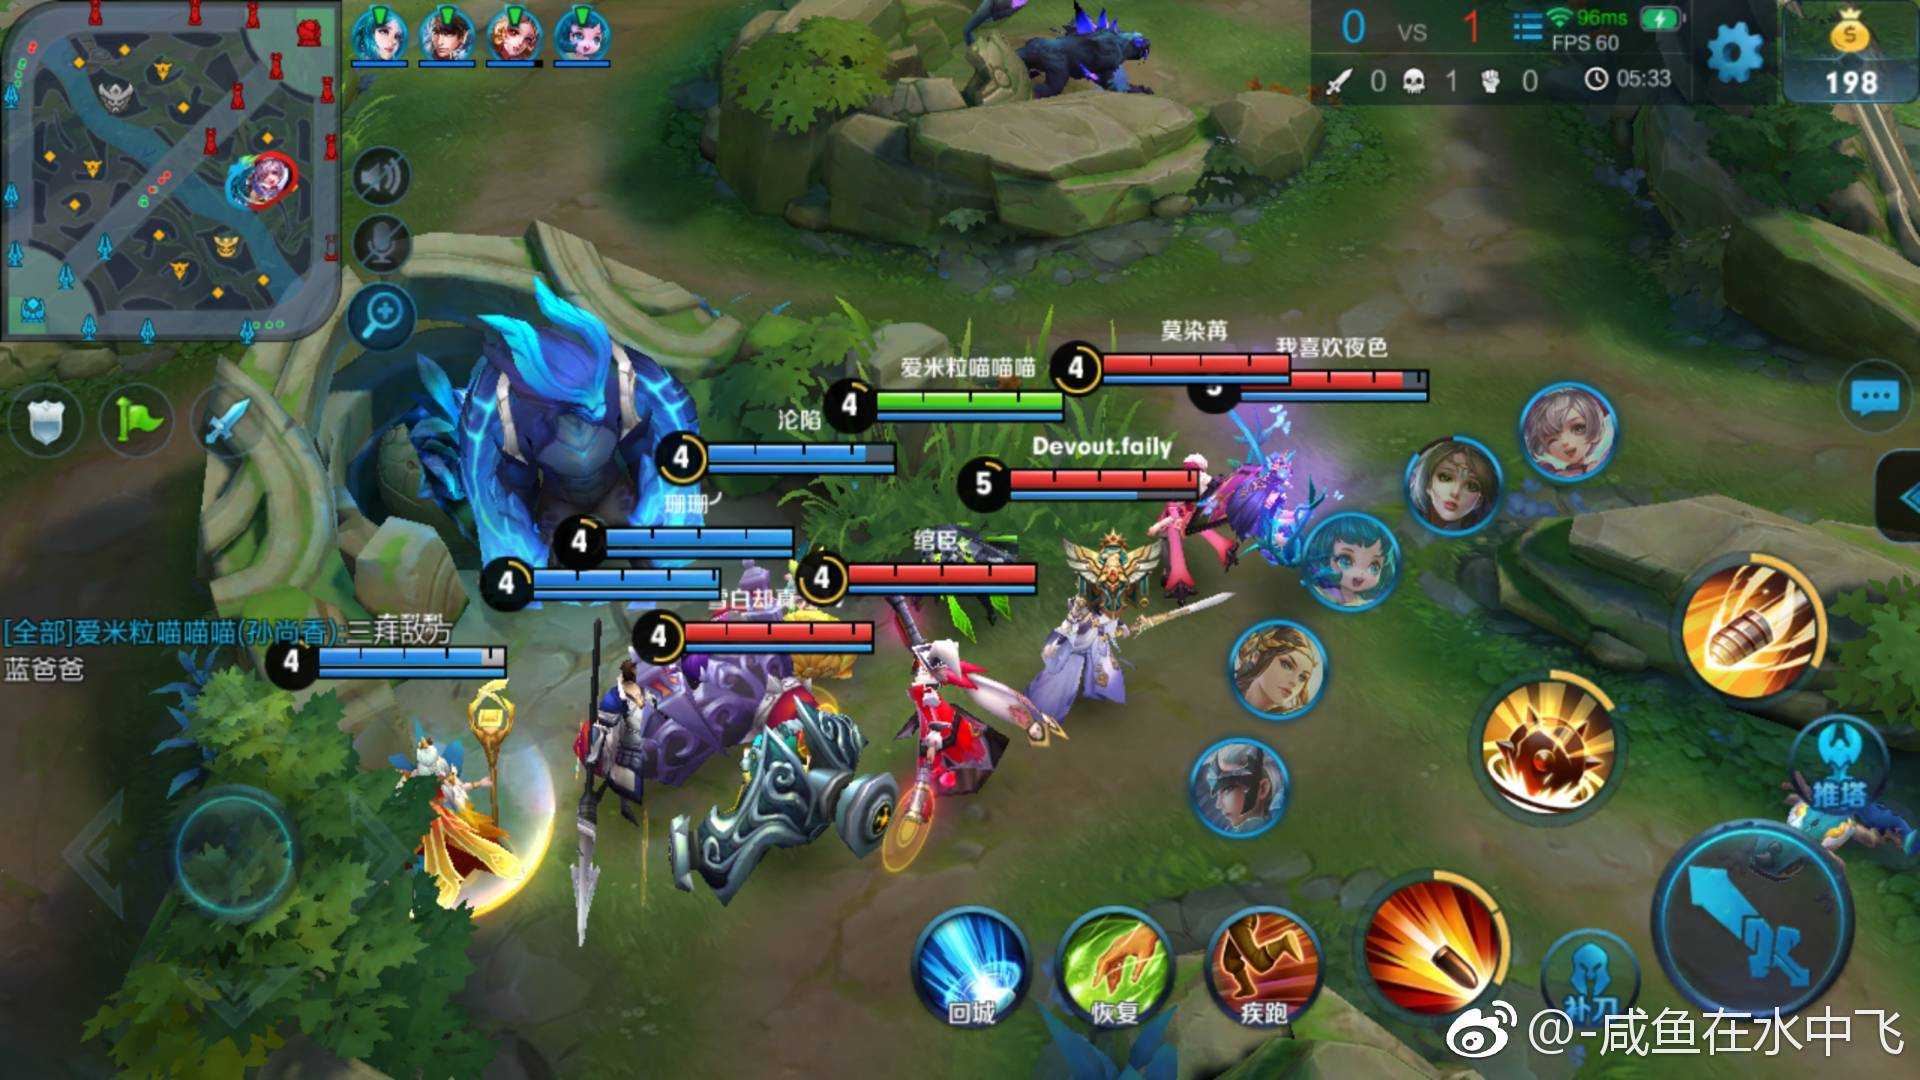 0 vs 1
96ms
FPS 60
0 1 0 05:33
198
莫染苒
我喜欢夜色
爱米粒喵喵喵
4
4
沦陷
4
Devout.faily
5
珊珊
4
绾臣
4
4
4
[全部]爱米粒喵喵喵(孙尚香):三拜敌方
蓝爸爸
4
推塔
回城
恢复
疾跑
补刀
@-咸鱼在水中飞